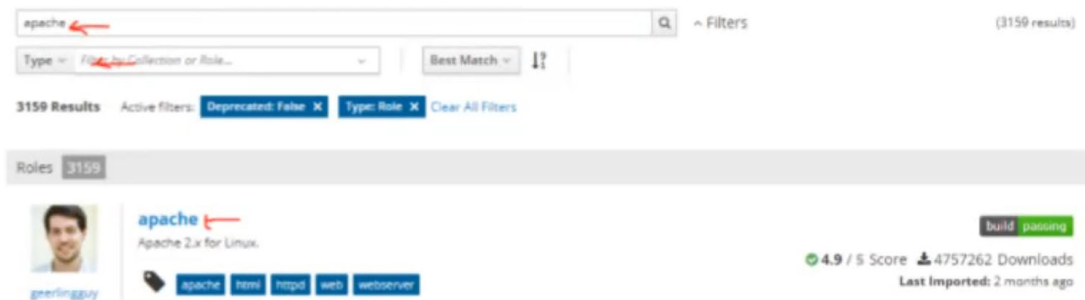 apache
Filters
(3159 results)
Type
Filter by Collection or Role...
Best Match
3159 Results Active filters: Deprecated: False X Type: Role X Clear All Filters
Roles 3159
apache
Apache 2.x for Linux.
build passing
4.9 / 5 Score 4757262 Downloads
apache html httpd web webserver
Last Imported: 2 months ago
geerlingguy